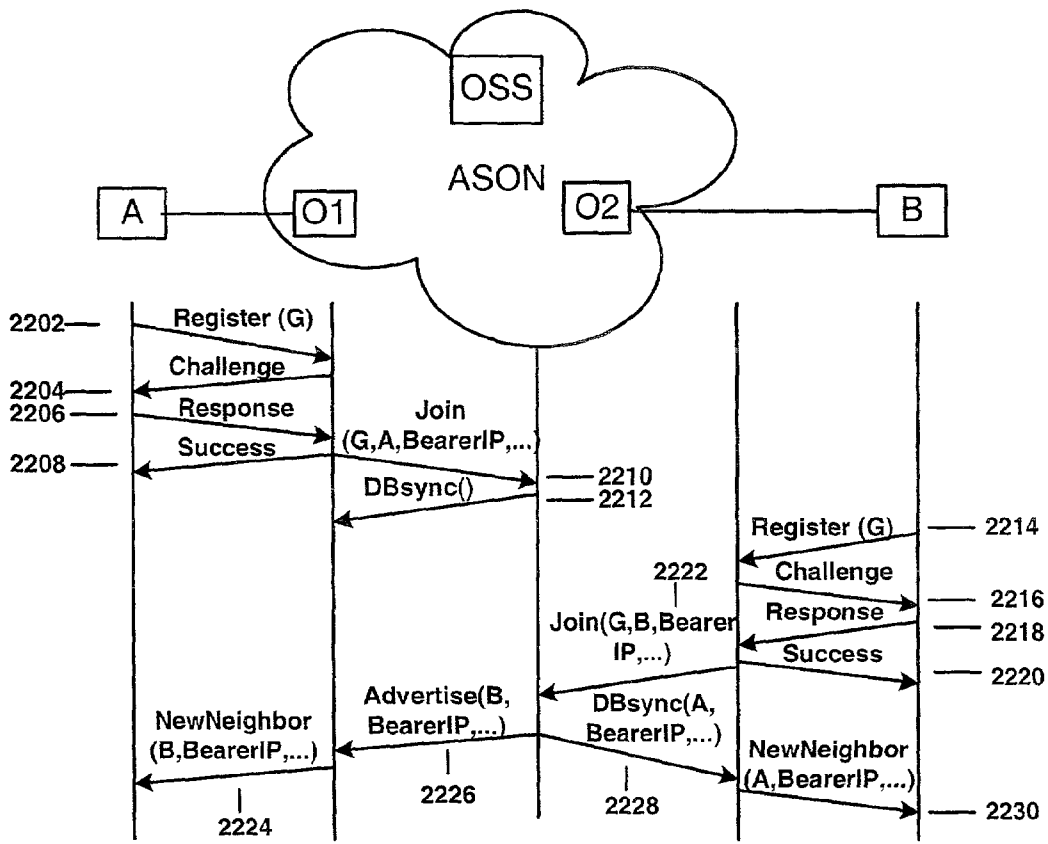 OSS
ASON
A
O1
O2
B
2202
Register (G)
Challenge
2204
2206
Response
Join
(G,A,BearerIP,...)
Success
2208
2210
DBsync()
2212
Register (G)
2214
2222
Challenge
2216
Join(G,B,Bearer
IP,...)
Response
2218
Success
2220
Advertise(B,
BearerIP,...)
DBsync(A,
BearerIP,...)
NewNeighbor
(B,BearerIP,...)
NewNeighbor
(A,BearerIP,...)
2226
2228
2224
2230